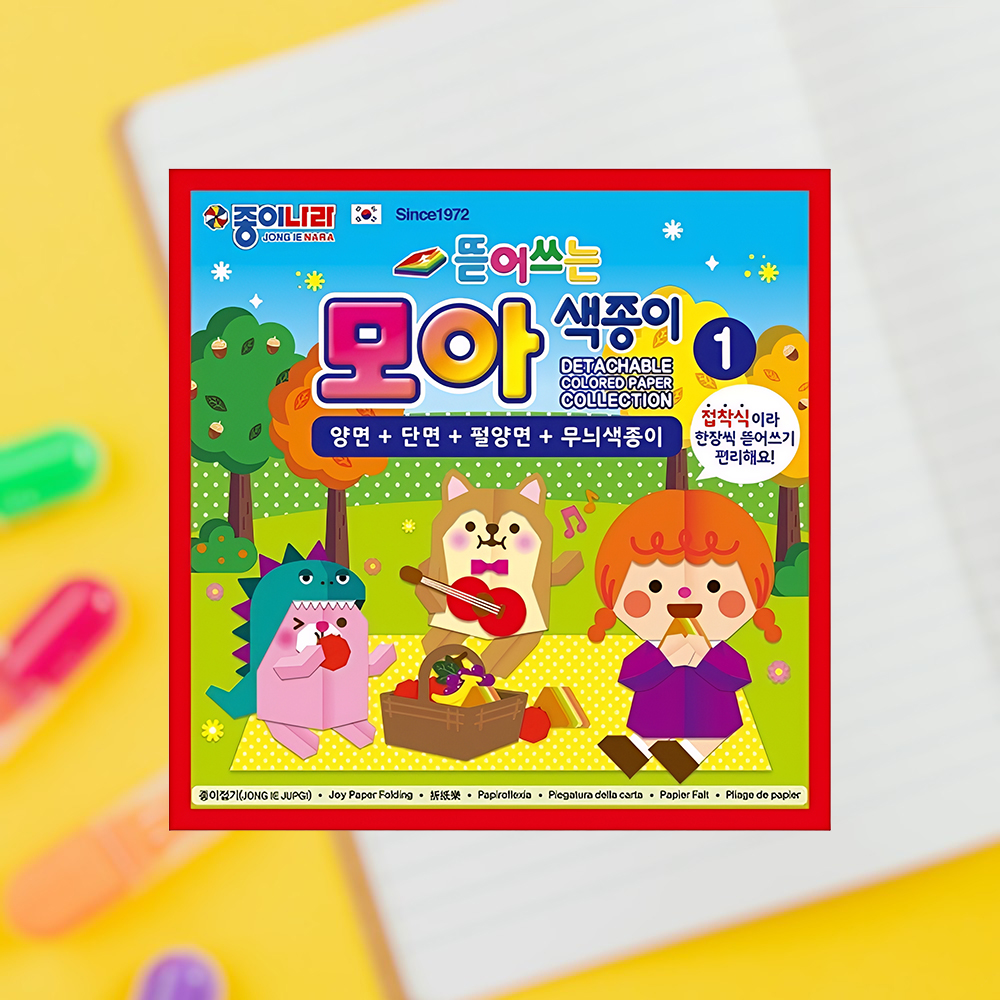 종이나라
JONG IE NARA
Since1972
뜯어쓰는
모아 색종이 1
DETACHABLE
COLORED PAPER
COLLECTION
양면 + 단면 + 펄양면 + 무늬색종이
접착식이라
한장씩 뜯어쓰기
편리해요!
종이접기(JONG IE JUPGI) • Joy Paper Folding • 折紙樂 • Papiroflexia • Piegatura della carta • Papier Falt • Pliage de papier